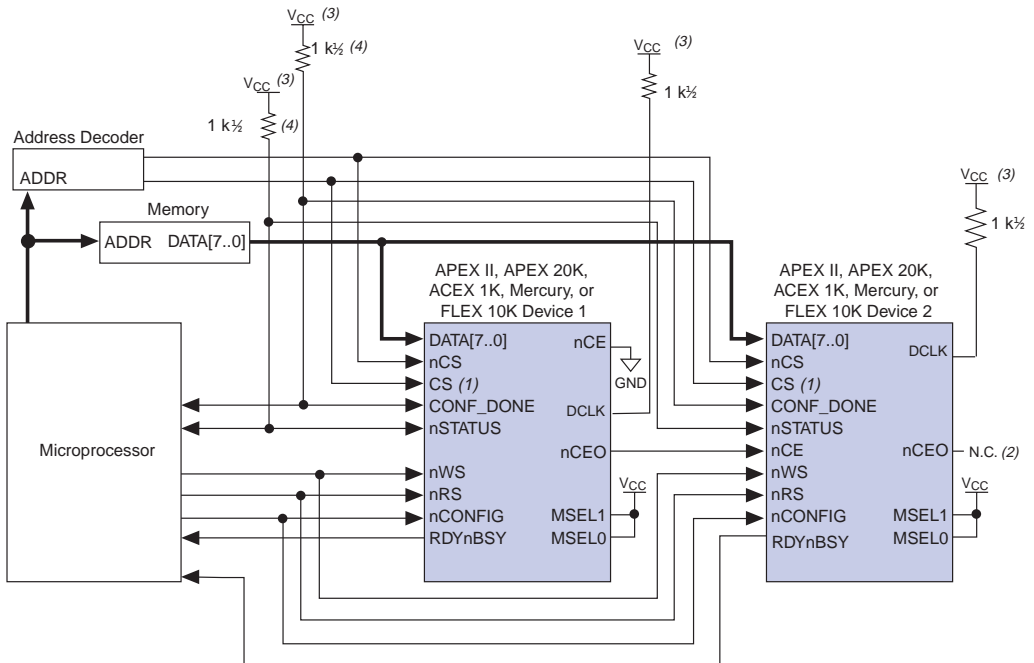 VCC (3)
1 k½ (4)
VCC (3)
1 k½ (4)
VCC (3)
1 k½
VCC (3)
1 k½
Address Decoder
ADDR
Memory
ADDR DATA[7..0]
Microprocessor
APEX II, APEX 20K,
ACEX 1K, Mercury, or
FLEX 10K Device 1
DATA[7..0]
nCS
CS (1)
CONF_DONE
nSTATUS
nWS
nRS
nCONFIG
RDYnBSY
nCE
GND
DCLK
nCEO
VCC
MSEL1
MSEL0
APEX II, APEX 20K,
ACEX 1K, Mercury, or
FLEX 10K Device 2
DATA[7..0]
nCS
CS (1)
CONF_DONE
nSTATUS
nCE
nWS
nRS
nCONFIG
RDYnBSY
DCLK
nCEO
N.C. (2)
VCC
MSEL1
MSEL0